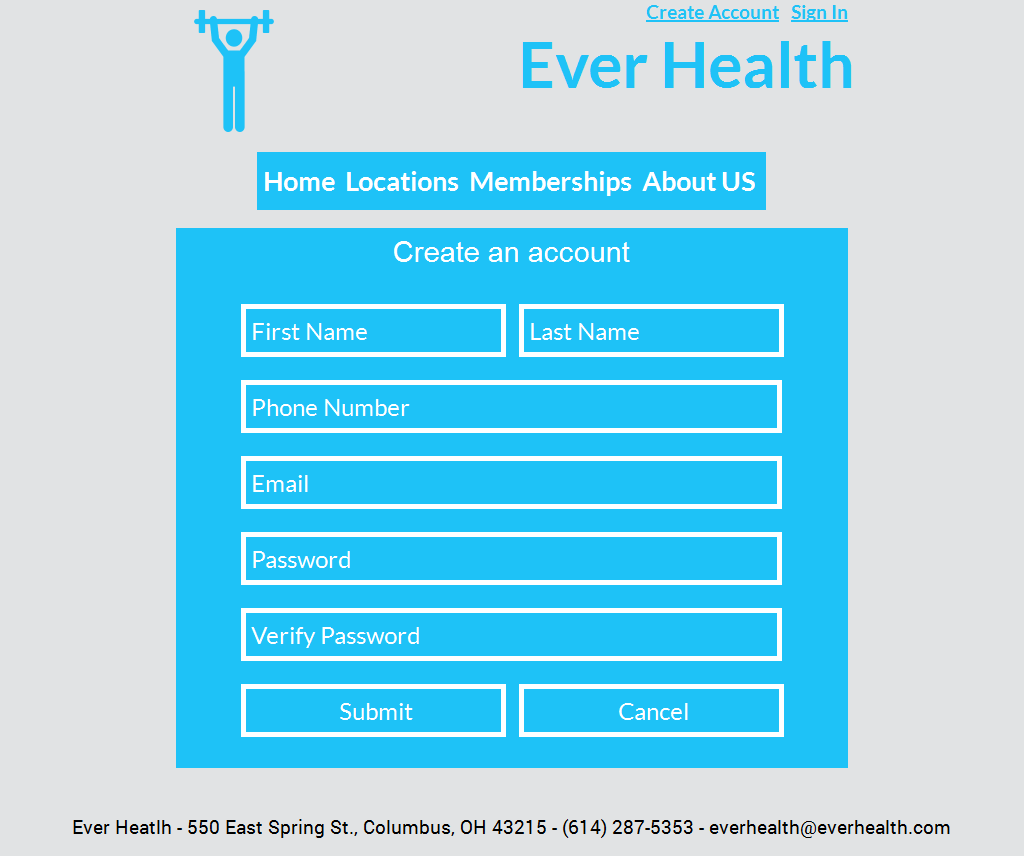 Create Account Sign In
Ever Health
Home Locations Memberships About US
Create an account
First Name Last Name
Phone Number
Email
Password
Verify Password
Submit Cancel
Ever Heatlh - 550 East Spring St., Columbus, OH 43215 - (614) 287-5353 - everhealth@everhealth.com